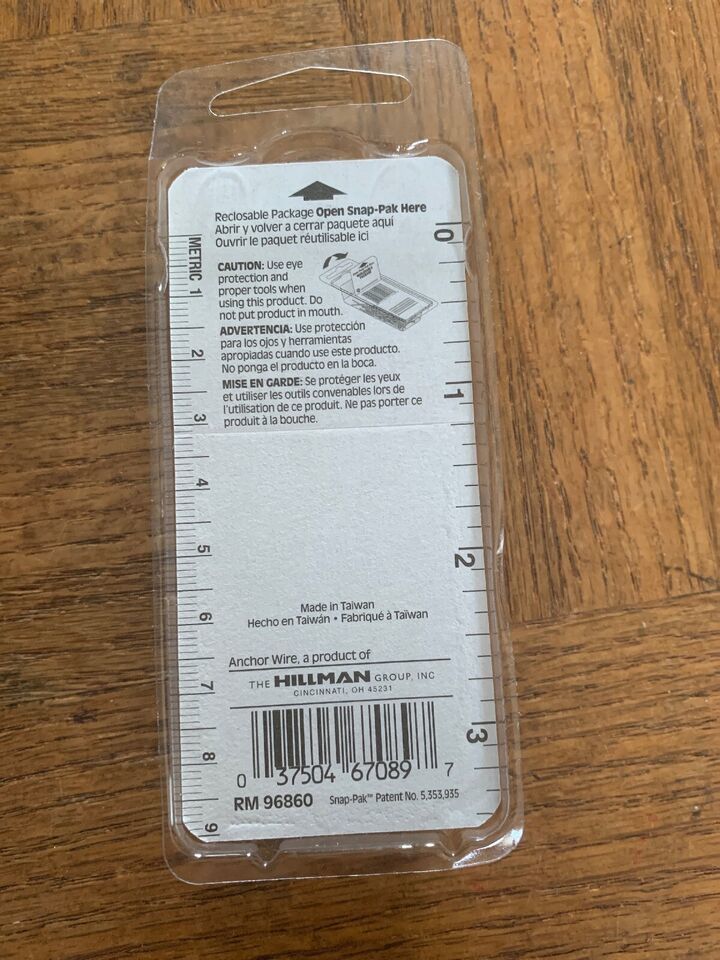 Reclosable Package Open Snap-Pak Here
Abrir y volver a cerrar paquete aquí
Ouvrir le paquet réutilisable ici
CAUTION: Use eye
protection and
proper tools when
using this product. Do
not put product in mouth.
ADVERTENCIA: Use protección
para los ojos y herramientas
apropiadas cuando use este producto.
No ponga el producto en la boca.
MISE EN GARDE: Se protéger les yeux
et utiliser les outils convenables lors de
l'utilisation de ce produit. Ne pas porter ce
produit à la bouche.
METRIC 1
2
3
4
5
6
7
8
9
0
1
2
3
Made in Taiwan
Hecho en Taiwán • Fabriqué à Taïwan
Anchor Wire, a product of
THE HILLMAN GROUP, INC
CINCINNATI, OH 45231
0 37504 67089 7
RM 96860 Snap-Pak™ Patent No. 5,353,935